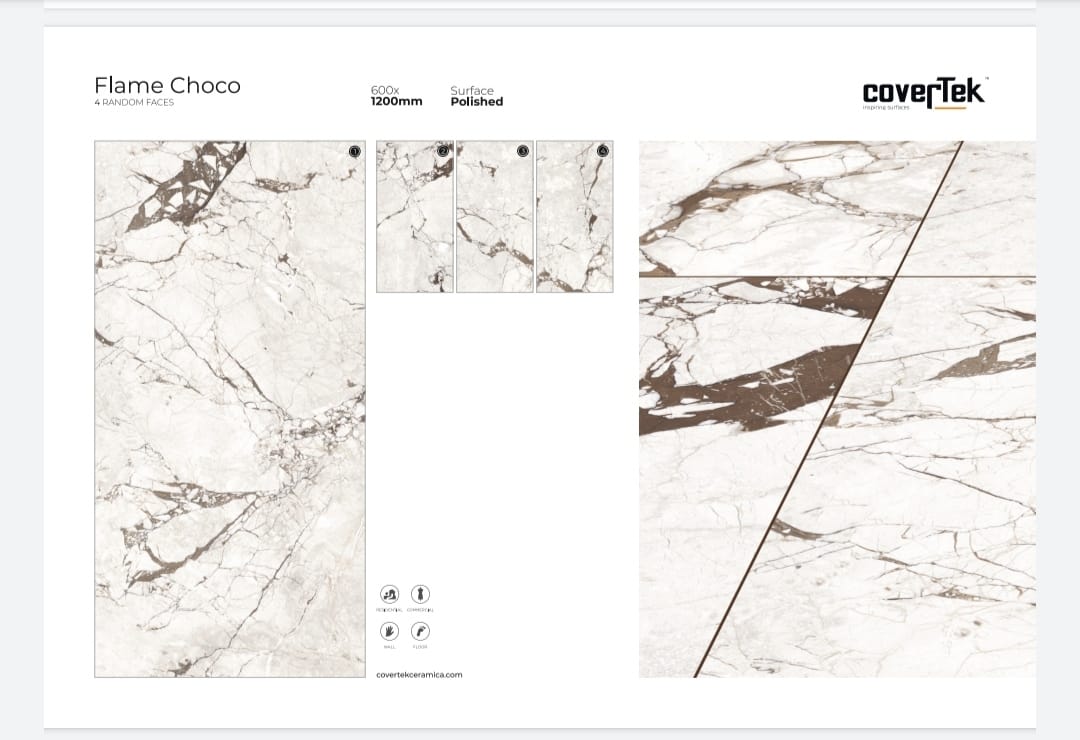 Flame Choco
4 RANDOM FACES
600x
1200mm
Surface
Polished
coverTek™
inspiring surfaces
1
2
3
4
RESIDENTIAL
COMMERCIAL
WALL
FLOOR
covertekceramica.com